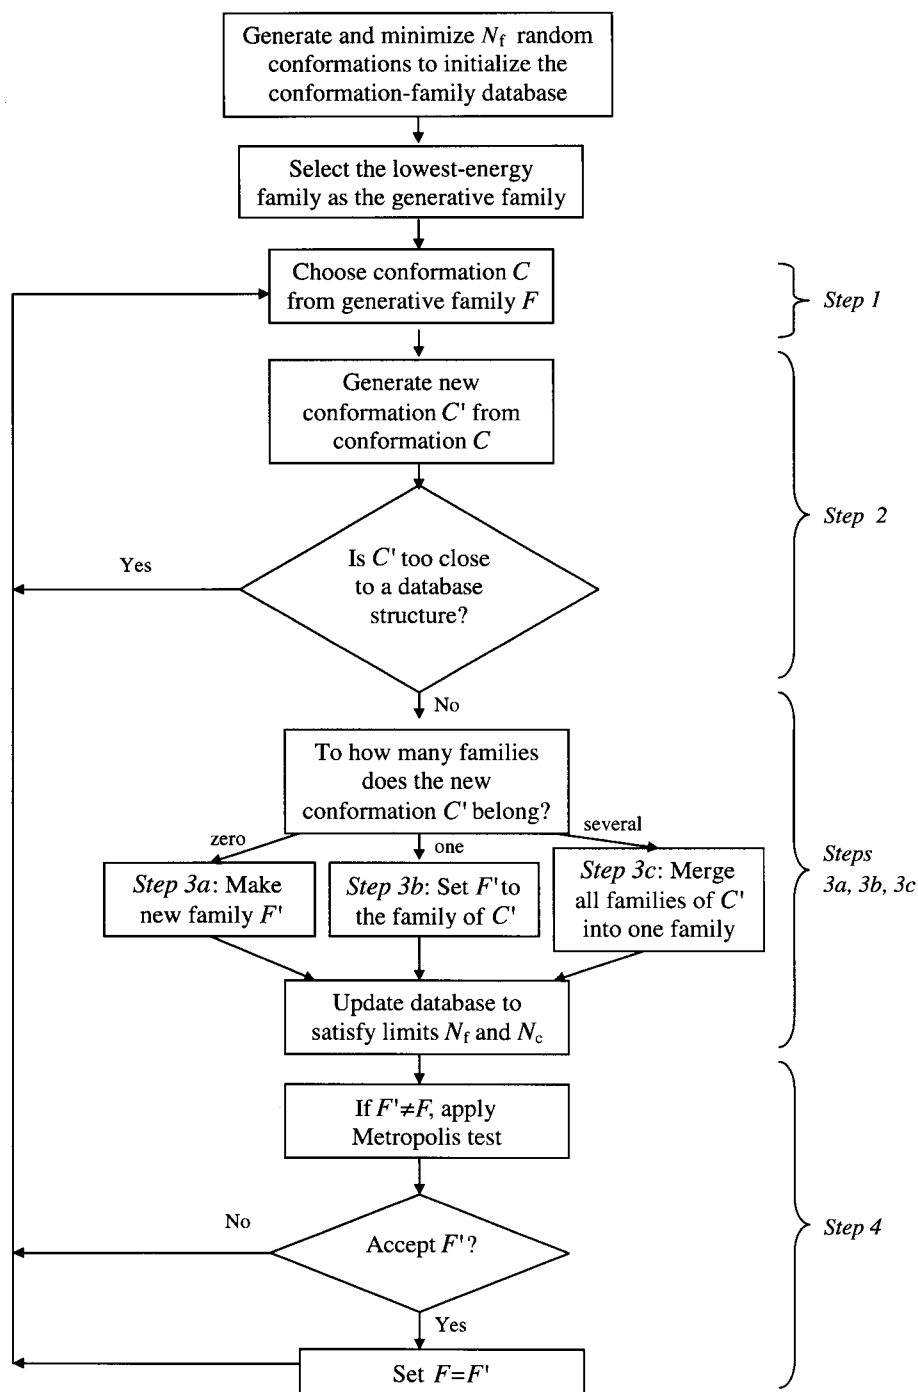 Generate and minimize Nf random
conformations to initialize the
conformation-family database
Select the lowest-energy
family as the generative family
Choose conformation C
from generative family F
Step 1
Generate new
conformation C' from
conformation C
Step 2
Is C' too close
to a database
structure?
Yes
No
To how many families
does the new
conformation C' belong?
zero
one
several
Step 3a: Make
new family F'
Step 3b: Set F' to
the family of C'
Step 3c: Merge
all families of C'
into one family
Steps
3a, 3b, 3c
Update database to
satisfy limits Nf and Nc
If F'≠F, apply
Metropolis test
No
Accept F'?
Step 4
Yes
Set F=F'